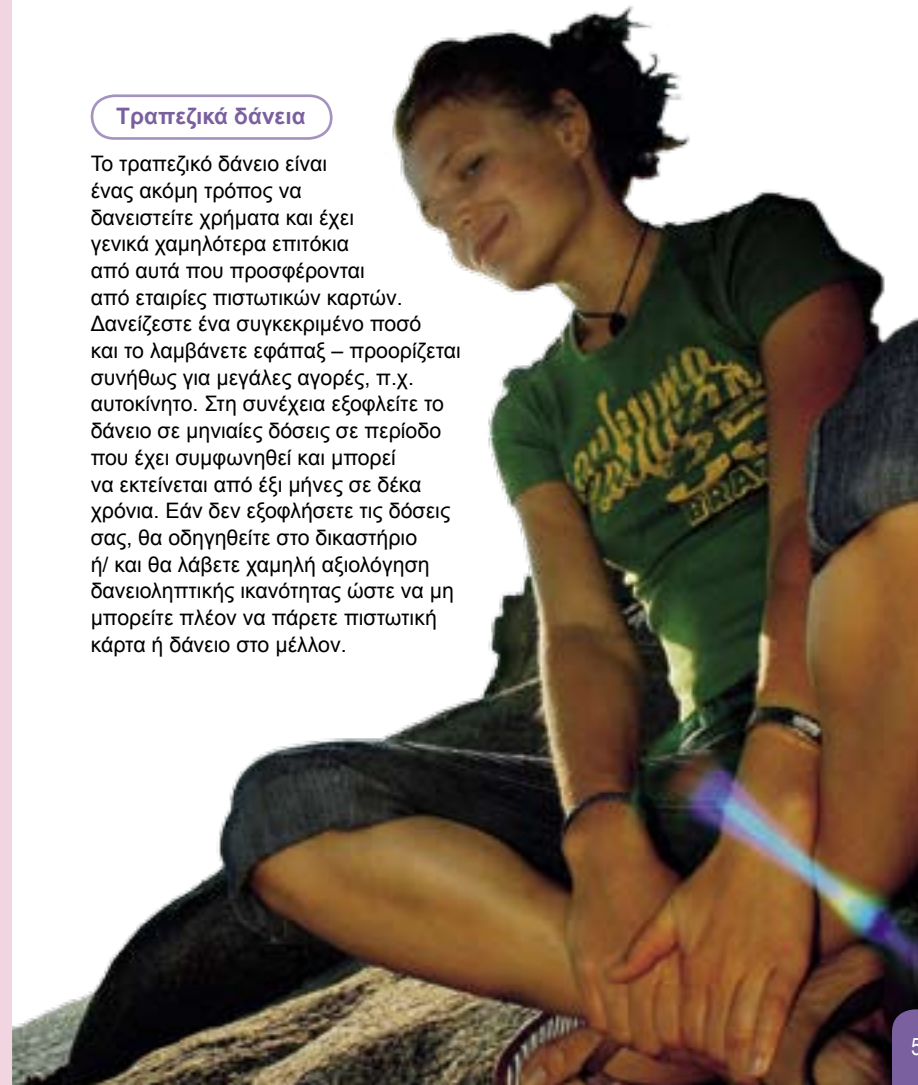 Τραπεζικά δάνεια
Το τραπεζικό δάνειο είναι
ένας ακόμη τρόπος να
δανειστείτε χρήματα και έχει
γενικά χαμηλότερα επιτόκια
από αυτά που προσφέρονται
από εταιρίες πιστωτικών καρτών.
Δανείζεστε ένα συγκεκριμένο ποσό
και το λαμβάνετε εφάπαξ – προορίζεται
συνήθως για μεγάλες αγορές, π.χ.
αυτοκίνητο. Στη συνέχεια εξοφλείτε το
δάνειο σε μηνιαίες δόσεις σε περίοδο
που έχει συμφωνηθεί και μπορεί
να εκτείνεται από έξι μήνες σε δέκα
χρόνια. Εάν δεν εξοφλήσετε τις δόσεις
σας, θα οδηγηθείτε στο δικαστήριο
ή/ και θα λάβετε χαμηλή αξιολόγηση
δανειοληπτικής ικανότητας ώστε να μη
μπορείτε πλέον να πάρετε πιστωτική
κάρτα ή δάνειο στο μέλλον.